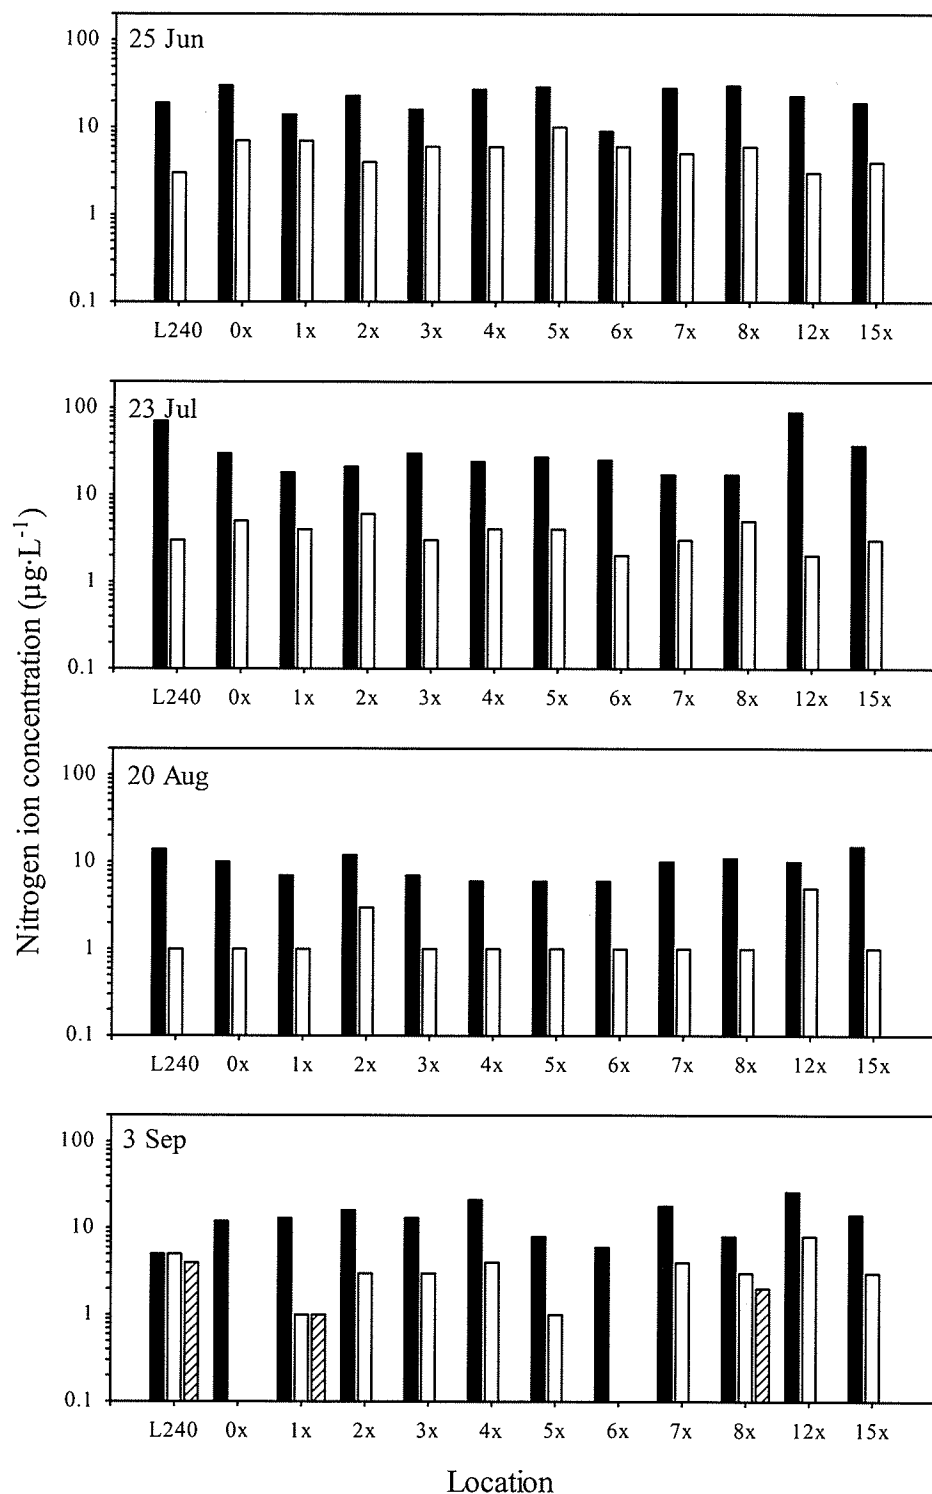 25 Jun
100
10
1
0.1
L240 0x 1x 2x 3x 4x 5x 6x 7x 8x 12x 15x
23 Jul
100
10
1
0.1
L240 0x 1x 2x 3x 4x 5x 6x 7x 8x 12x 15x
Nitrogen ion concentration (µg·L⁻¹)
20 Aug
100
10
1
0.1
L240 0x 1x 2x 3x 4x 5x 6x 7x 8x 12x 15x
3 Sep
100
10
1
0.1
L240 0x 1x 2x 3x 4x 5x 6x 7x 8x 12x 15x
Location